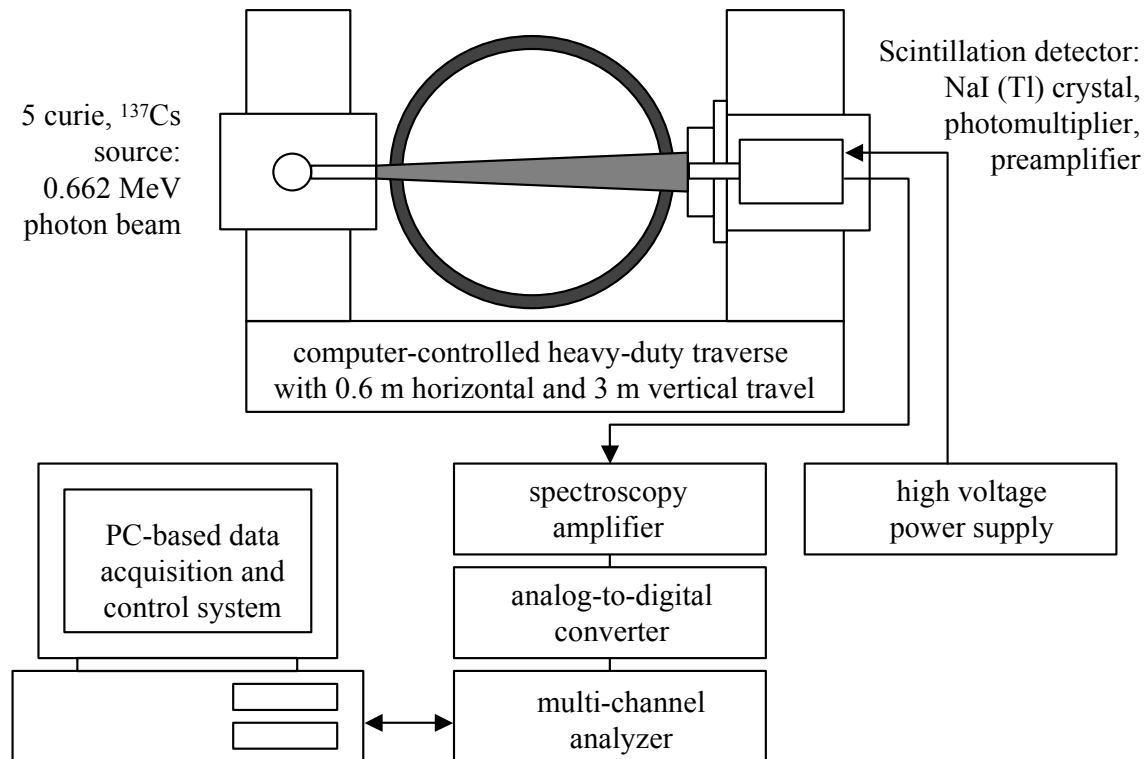 5 curie, ¹³⁷Cs
source:
0.662 MeV
photon beam
Scintillation detector:
NaI (Tl) crystal,
photomultiplier,
preamplifier
computer-controlled heavy-duty traverse
with 0.6 m horizontal and 3 m vertical travel
PC-based data
acquisition and
control system
spectroscopy
amplifier
high voltage
power supply
analog-to-digital
converter
multi-channel
analyzer